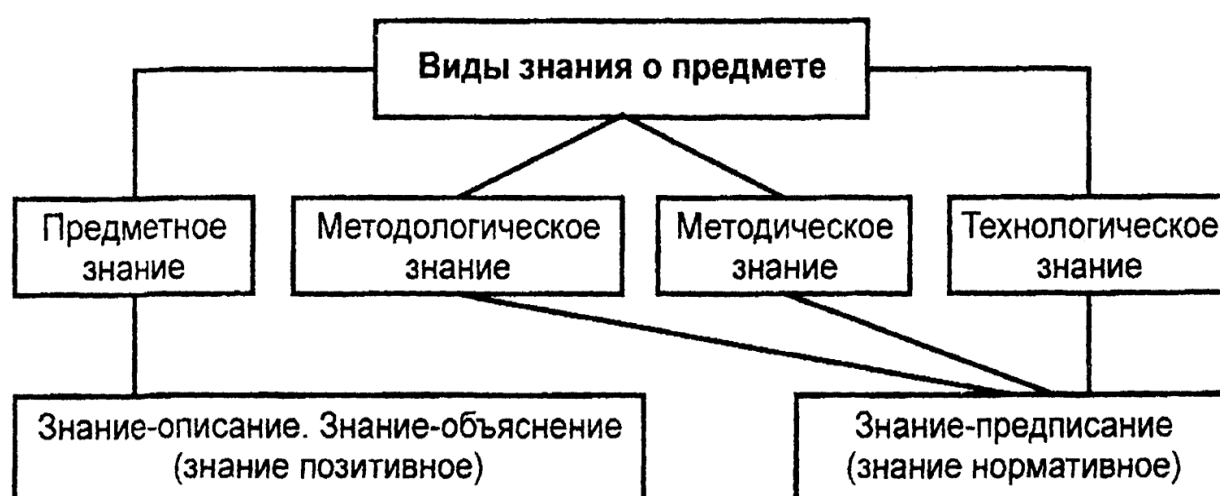 Виды знания о предмете
Предметное
знание
Методологическое
знание
Методическое
знание
Технологическое
знание
Знание-описание. Знание-объяснение
(знание позитивное)
Знание-предписание
(знание нормативное)